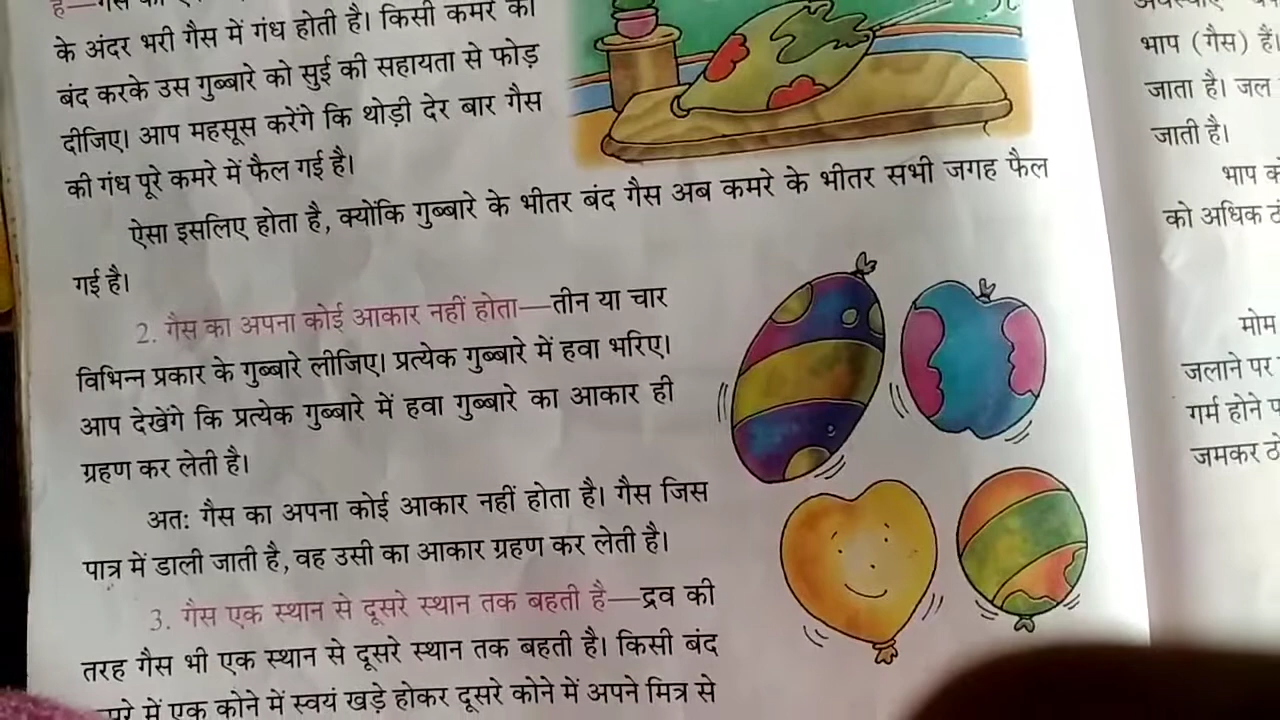 के अंदर भरी गैस में गंध होती है। किसी कमरे को
बंद करके उस गुब्बारे को सुई की सहायता से फोड़
दीजिए। आप महसूस करेंगे कि थोड़ी देर बार गैस
की गंध पूरे कमरे में फैल गई है।
ऐसा इसलिए होता है, क्योंकि गुब्बारे के भीतर बंद गैस अब कमरे के भीतर सभी जगह फैल
गई है।
2. गैस का अपना कोई आकार नहीं होता—तीन या चार
विभिन्न प्रकार के गुब्बारे लीजिए। प्रत्येक गुब्बारे में हवा भरिए।
आप देखेंगे कि प्रत्येक गुब्बारे में हवा गुब्बारे का आकार ही
ग्रहण कर लेती है।
अतः गैस का अपना कोई आकार नहीं होता है। गैस जिस
पात्र में डाली जाती है, वह उसी का आकार ग्रहण कर लेती है।
3. गैस एक स्थान से दूसरे स्थान तक बहती है—द्रव की
तरह गैस भी एक स्थान से दूसरे स्थान तक बहती है। किसी बंद
में एक कोने में स्वयं खड़े होकर दूसरे कोने में अपने मित्र से
भाप (गैस) हैं।
जाता है। जल
जाती है।
भाप
को अधिक
मोम
जलाने पर
गर्म होने
जमकर